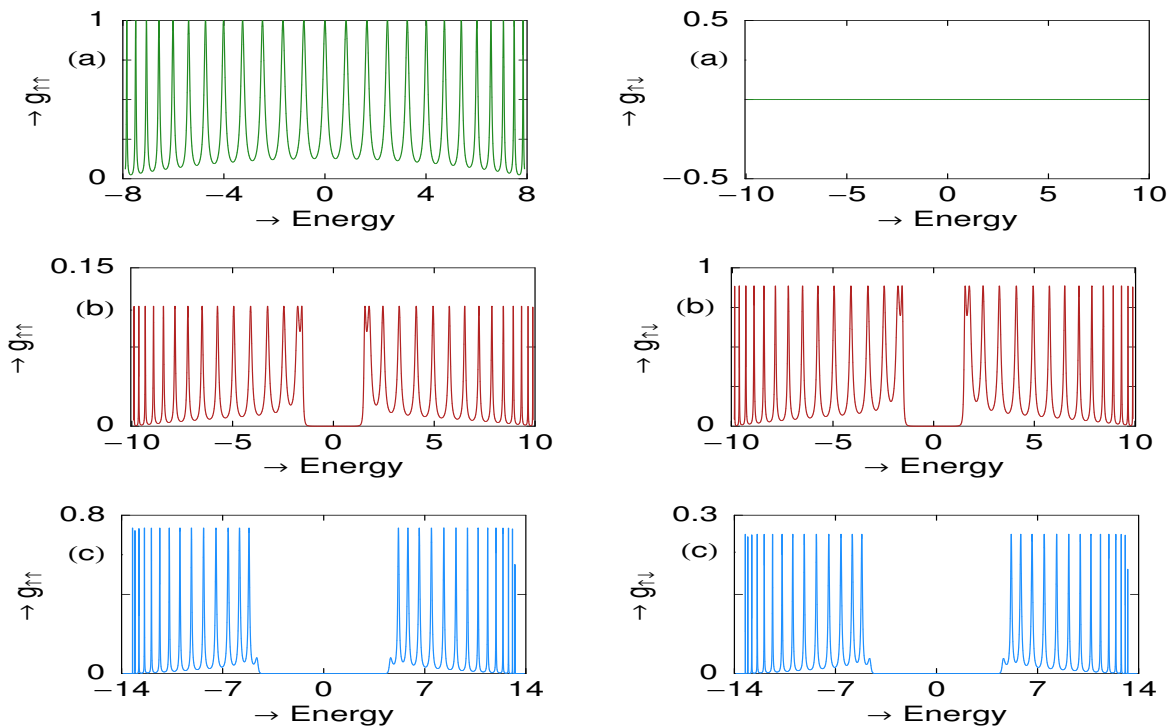 1
(a)
→ g↑↑
0
−8 −4 0 4 8
→ Energy
0.5
(a)
→ g↑↓
−0.5
−10 −5 0 5 10
→ Energy
0.15
(b)
→ g↑↑
0
−10 −5 0 5 10
→ Energy
1
(b)
→ g↑↓
0
−10 −5 0 5 10
→ Energy
0.8
(c)
→ g↑↑
0
−14 −7 0 7 14
→ Energy
0.3
(c)
→ g↑↓
0
−14 −7 0 7 14
→ Energy